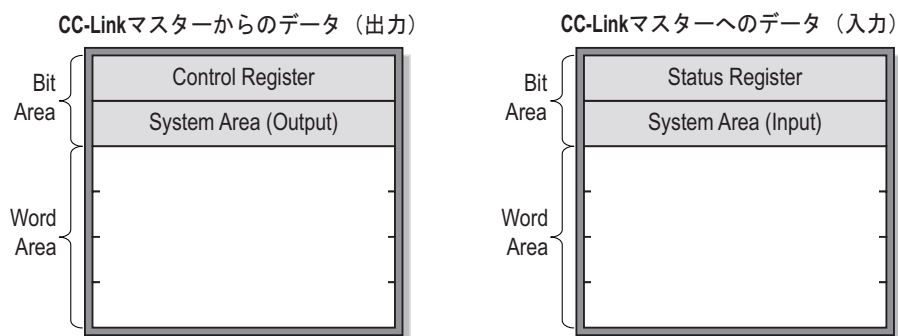 CC-Linkマスターからのデータ（出力）
Bit
Area
Control Register
System Area (Output)
Word
Area
CC-Linkマスターへのデータ（入力）
Bit
Area
Status Register
System Area (Input)
Word
Area